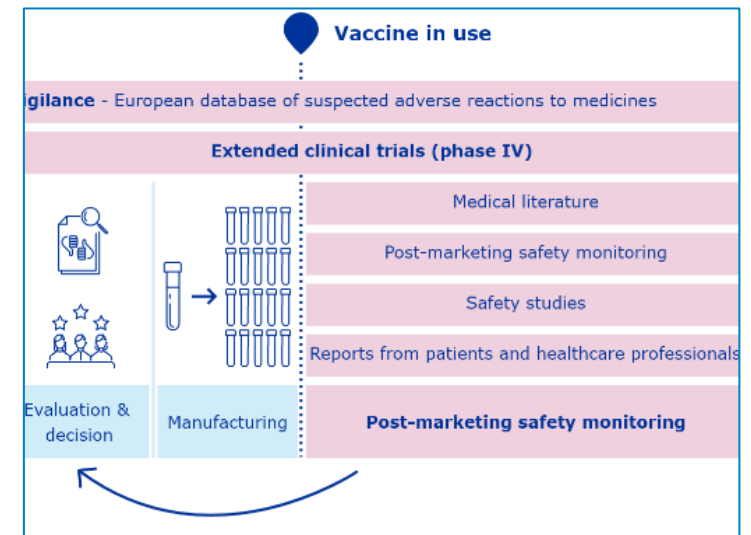 Vaccine in use
igilance - European database of suspected adverse reactions to medicines
Extended clinical trials (phase IV)
Medical literature
Post-marketing safety monitoring
Safety studies
Reports from patients and healthcare professionals
Evaluation &
decision
Manufacturing
Post-marketing safety monitoring